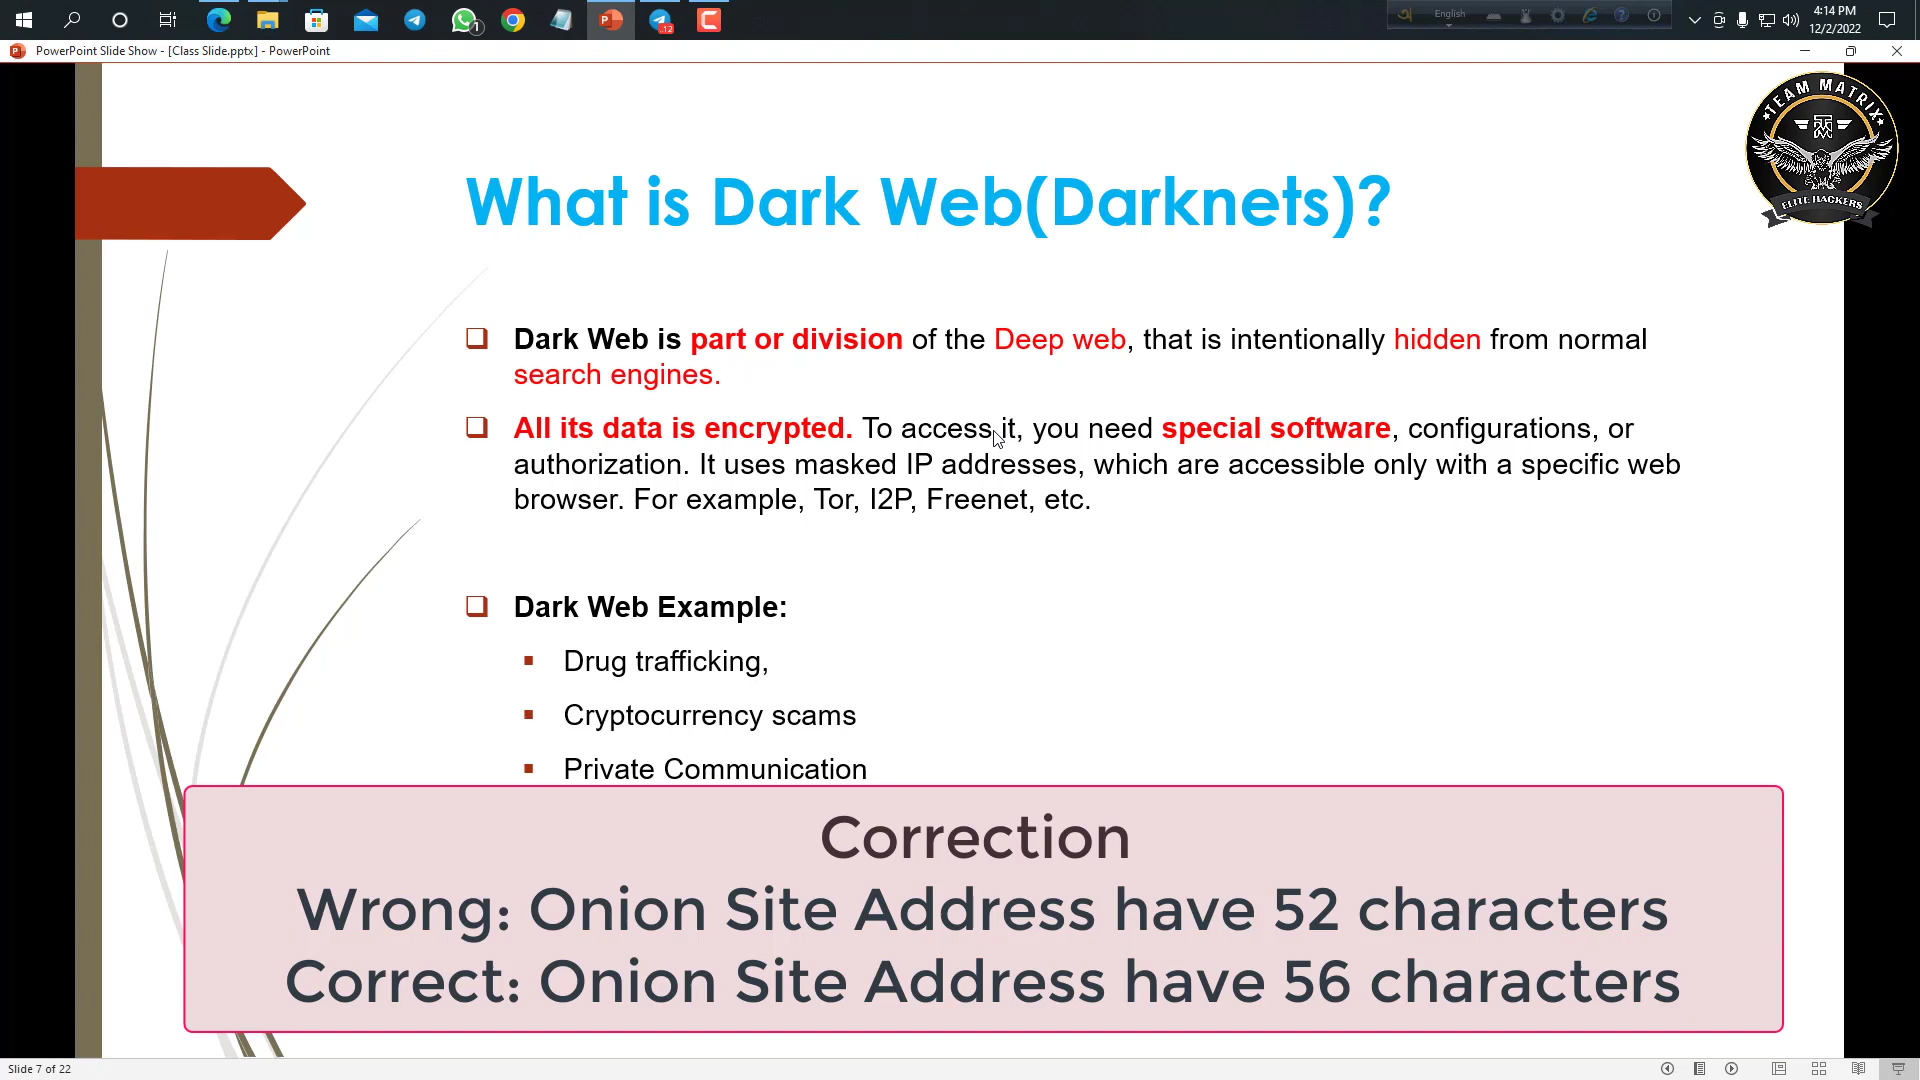 English
4:14 PM
12/2/2022
1
12
PowerPoint Slide Show - [Class Slide.pptx] - PowerPoint
TEAM MATRIX
ELITE HACKERS
What is Dark Web(Darknets)?
Dark Web is part or division of the Deep web, that is intentionally hidden from normal
search engines.
All its data is encrypted. To access it, you need special software, configurations, or
authorization. It uses masked IP addresses, which are accessible only with a specific web
browser. For example, Tor, I2P, Freenet, etc.
Dark Web Example:
Drug trafficking,
Cryptocurrency scams
Private Communication
Correction
Wrong: Onion Site Address have 52 characters
Correct: Onion Site Address have 56 characters
Slide 7 of 22